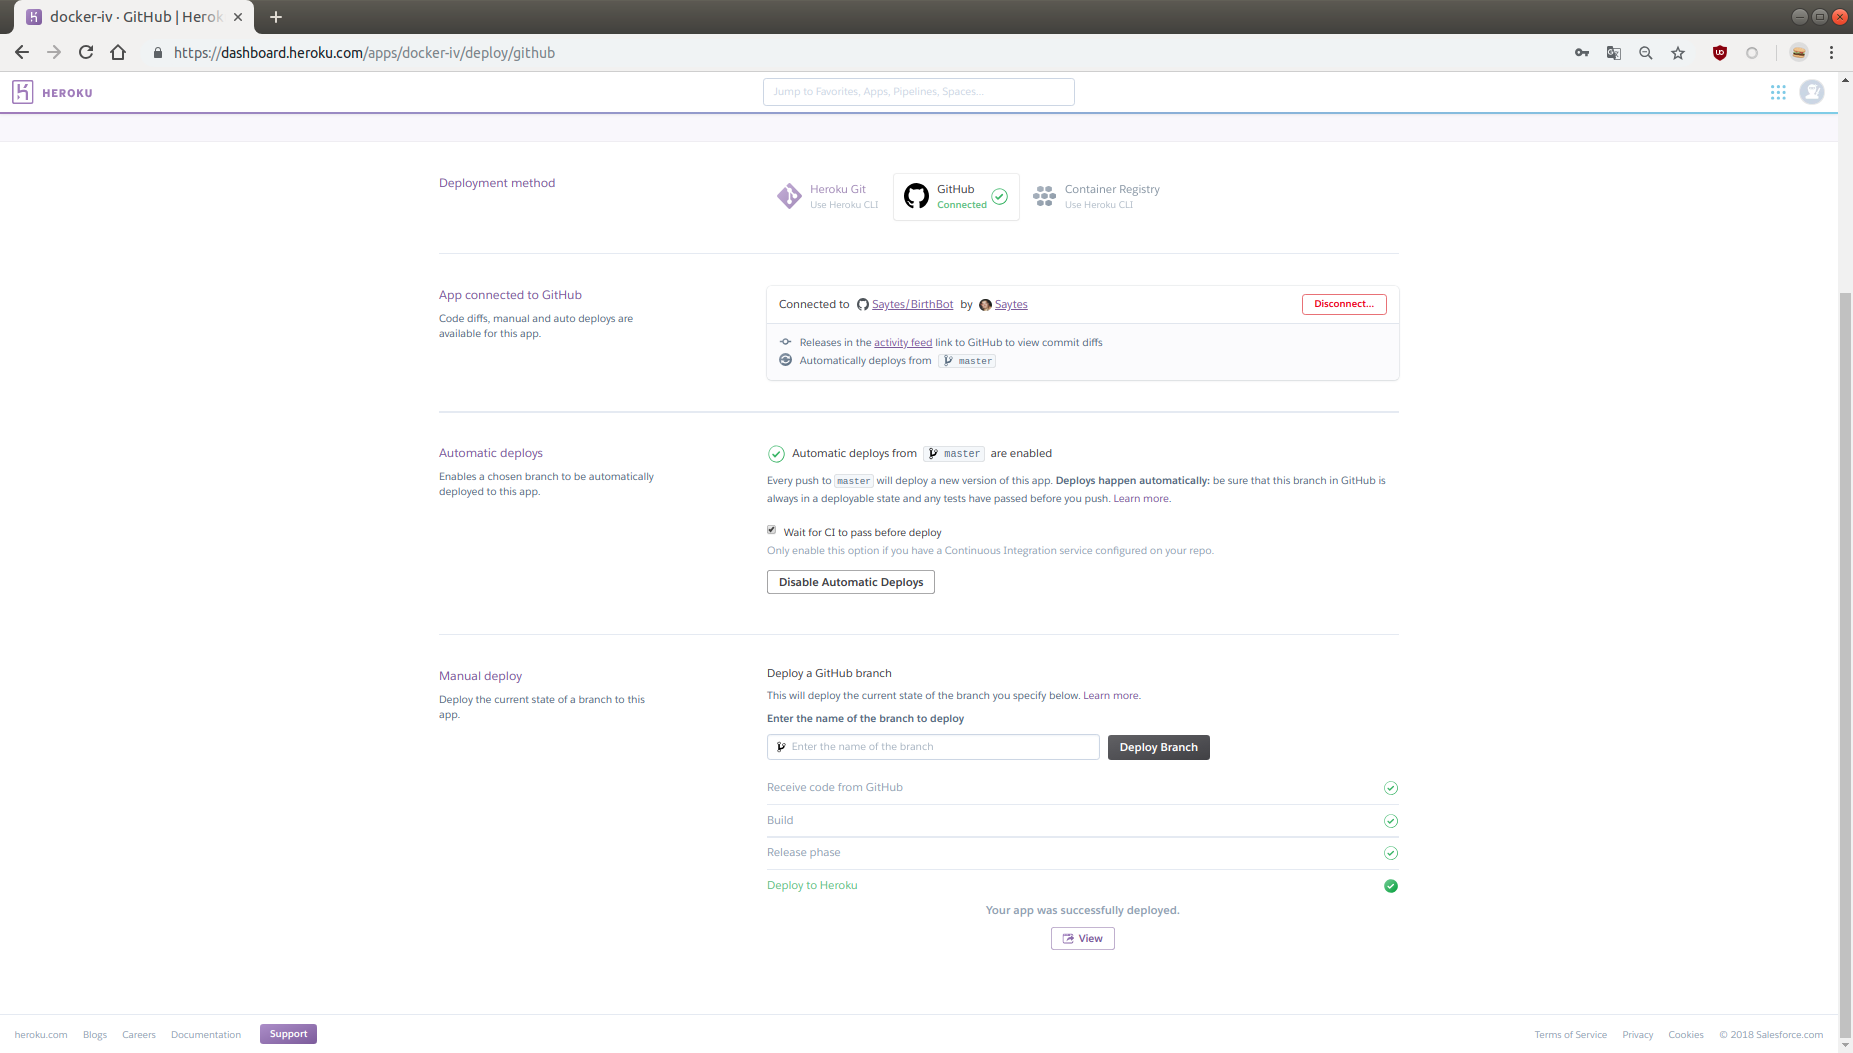 docker-iv · GitHub | Herok
https://dashboard.heroku.com/apps/docker-iv/deploy/github
HEROKU
Jump to Favorites, Apps, Pipelines, Spaces...
Deployment method
Heroku Git
Use Heroku CLI
GitHub
Connected
Container Registry
Use Heroku CLI
App connected to GitHub
Code diffs, manual and auto deploys are
available for this app.
Connected to Saytes/BirthBot by Saytes
Disconnect...
Releases in the activity feed link to GitHub to view commit diffs
Automatically deploys from master
Automatic deploys
Enables a chosen branch to be automatically
deployed to this app.
Automatic deploys from master are enabled
Every push to master will deploy a new version of this app. Deploys happen automatically: be sure that this branch in GitHub is
always in a deployable state and any tests have passed before you push. Learn more.
Wait for CI to pass before deploy
Only enable this option if you have a Continuous Integration service configured on your repo.
Disable Automatic Deploys
Manual deploy
Deploy the current state of a branch to this
app.
Deploy a GitHub branch
This will deploy the current state of the branch you specify below. Learn more.
Enter the name of the branch to deploy
Enter the name of the branch
Deploy Branch
Receive code from GitHub
Build
Release phase
Deploy to Heroku
Your app was successfully deployed.
View
heroku.com Blogs Careers Documentation Support
Terms of Service Privacy Cookies © 2018 Salesforce.com